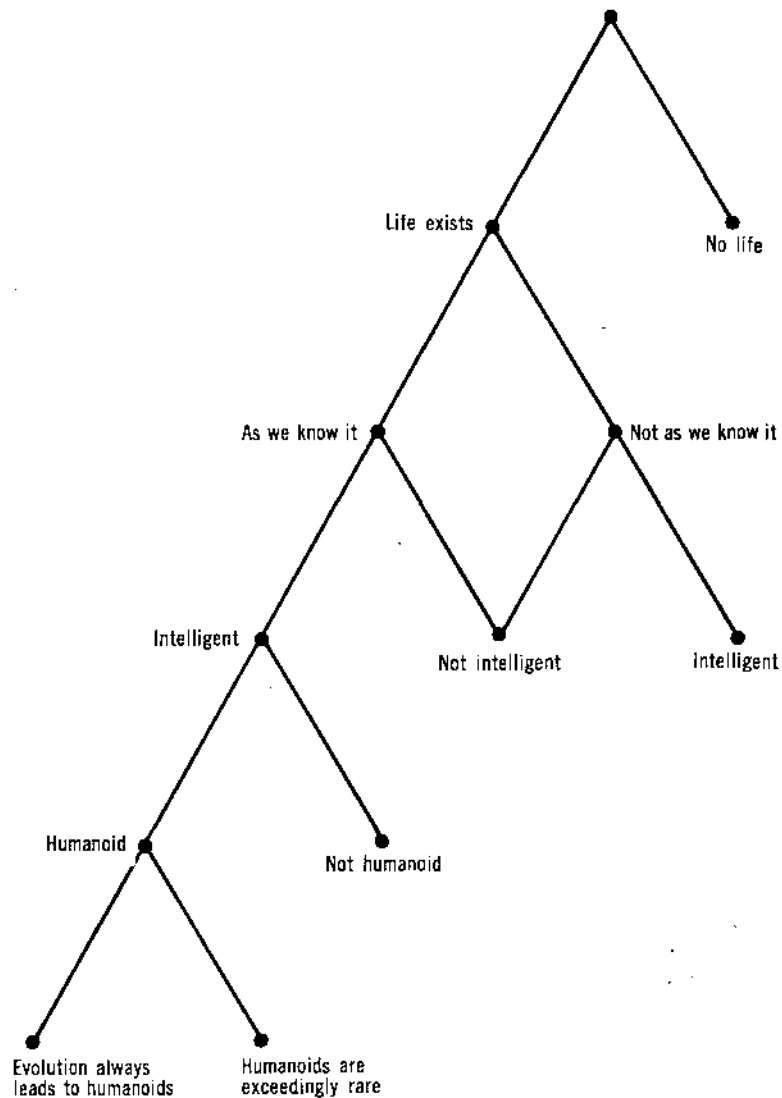 Life exists
No life
As we know it
Not as we know it
Intelligent
Not intelligent
Intelligent
Humanoid
Not humanoid
Evolution always
leads to humanoids
Humanoids are
exceedingly rare